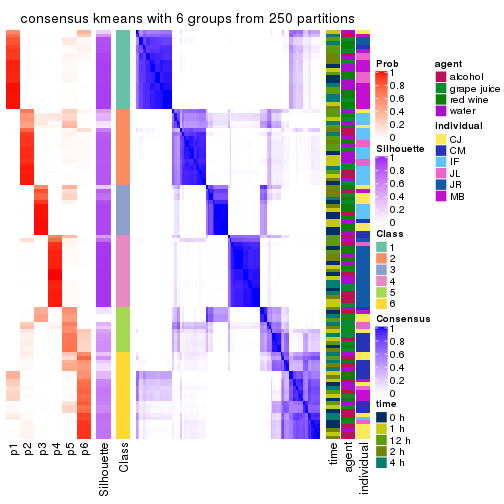 consensus kmeans with 6 groups from 250 partitions
Prob
1
0.8
0.6
0.4
0.2
0
Silhouette
1
0.8
0.6
0.4
0.2
0
Class
1
2
3
4
5
6
Consensus
1
0.8
0.6
0.4
0.2
0
time
0 h
1 h
12 h
2 h
4 h
agent
alcohol
grape juice
red wine
water
Individual
CJ
CM
IF
JL
JR
MB
p1
p2
p3
p4
p5
p6
Silhouette
Class
time
agent
individual